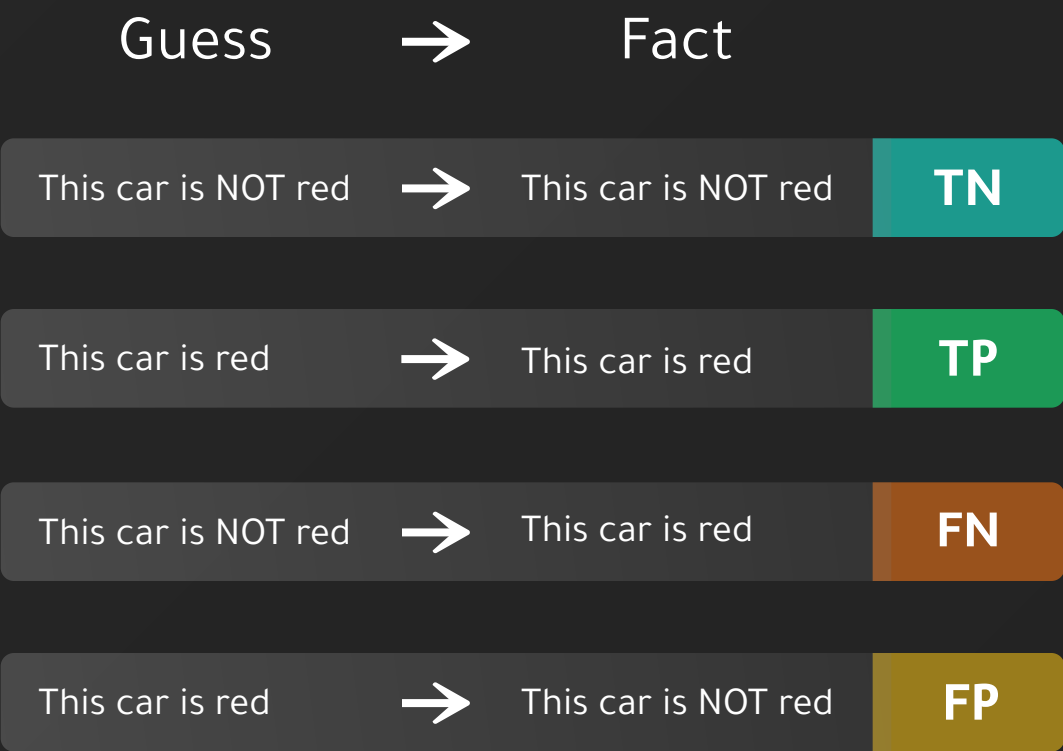 Guess → Fact
This car is NOT red → This car is NOT red TN
This car is red → This car is red TP
This car is NOT red → This car is red FN
This car is red → This car is NOT red FP